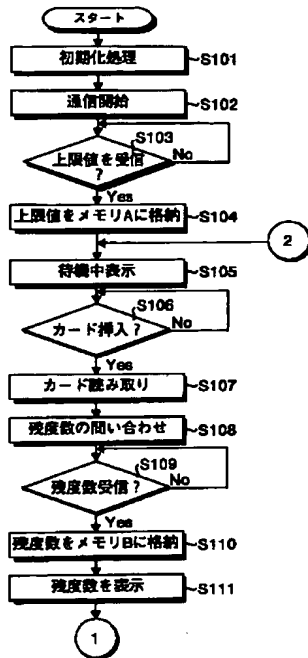 スタート
初期化処理 S101
通信開始 S102
S103
上限値を受信
?
No
Yes
上限値をメモリAに格納 S104
2
待機中表示 S105
S106
カード挿入?
No
Yes
カード読み取り S107
残度数の問い合わせ S108
S109
残度数受信?
No
Yes
残度数をメモリBに格納 S110
残度数を表示 S111
1